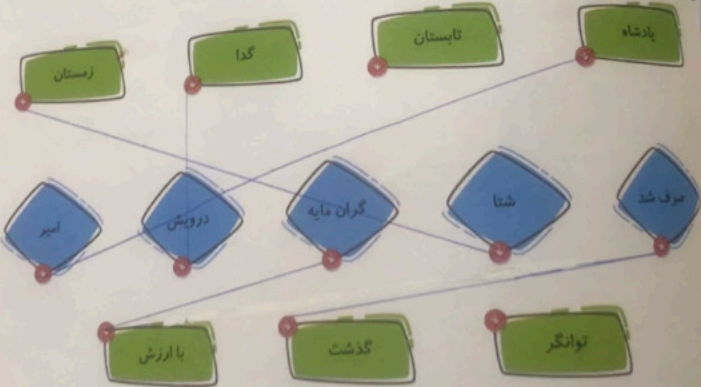 پادشاه
تابستان
گدا
زمستان
صرف شد
شتا
گران مایه
درویش
امیر
توانگر
گذشت
با ارزش